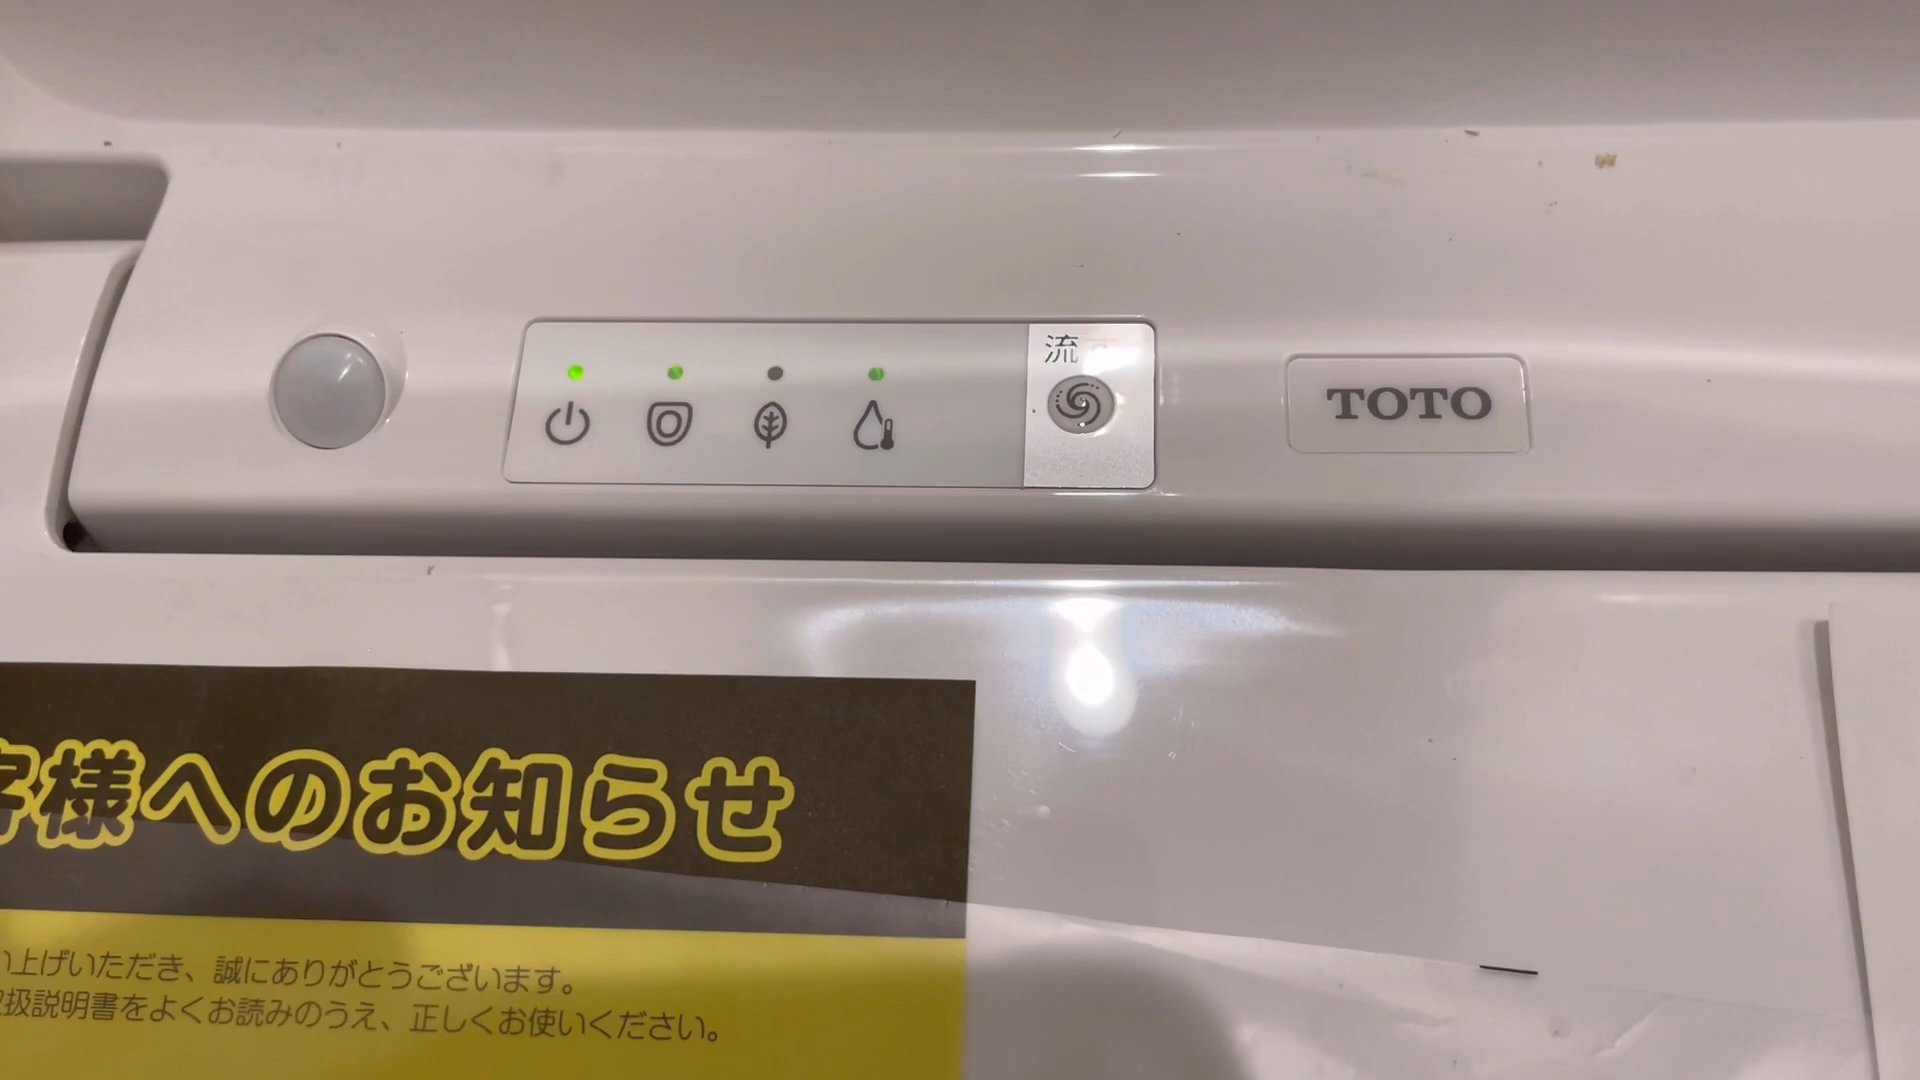 流
TOTO
様へのお知らせ
い上げいただき、誠にありがとうございます。
取扱説明書をよくお読みのうえ、正しくお使いください。